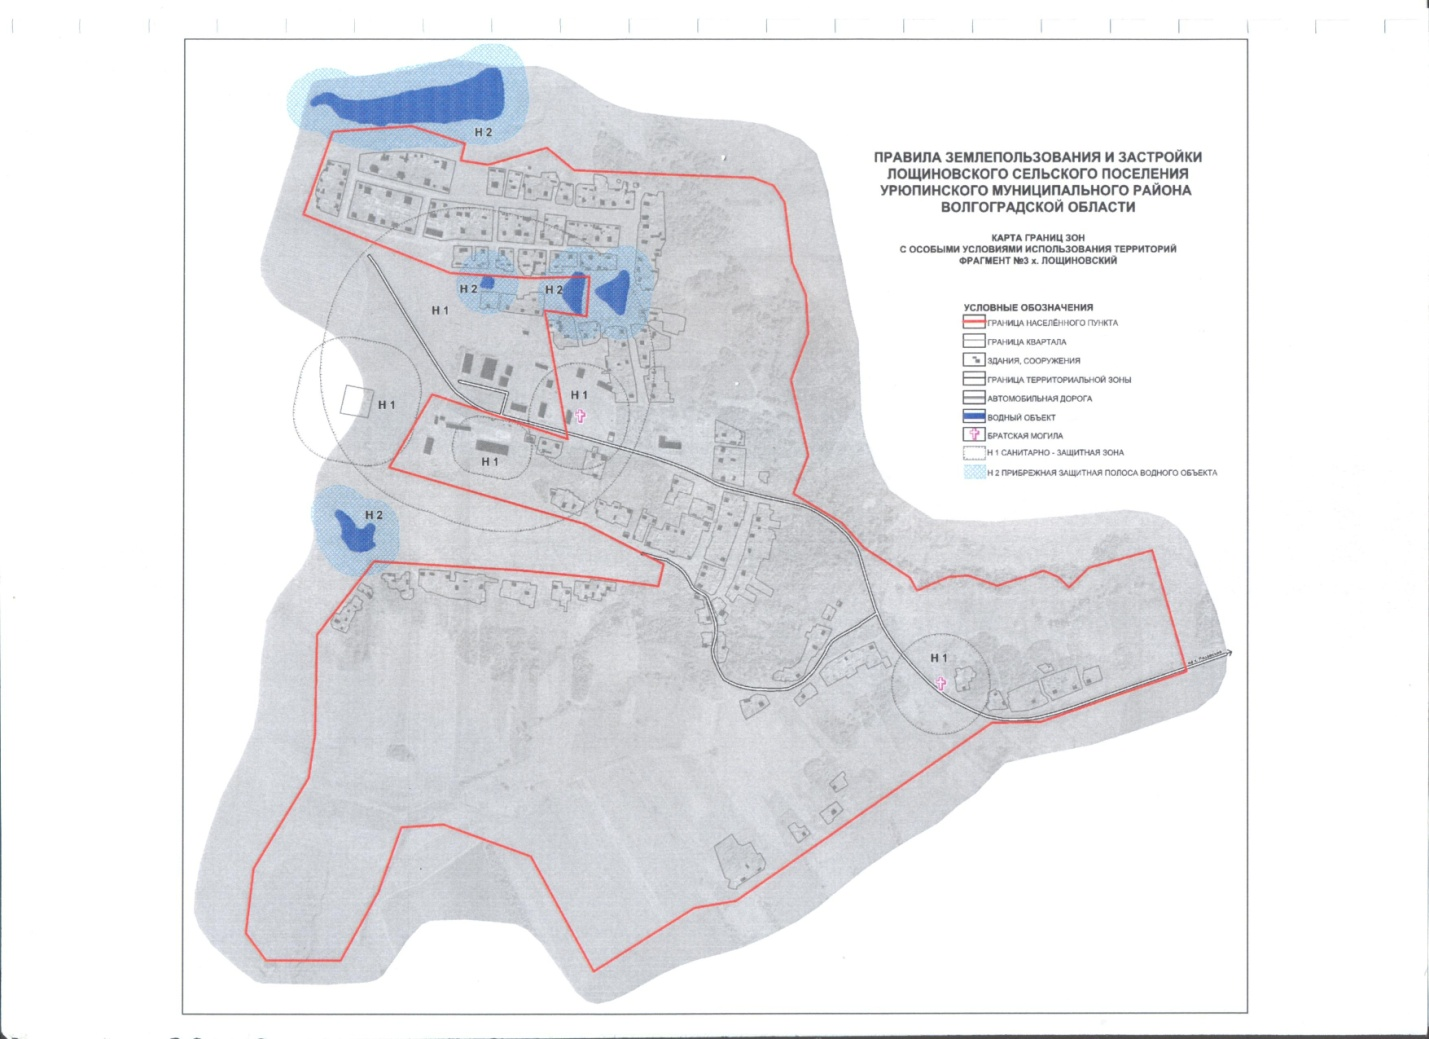 ПРАВИЛА ЗЕМЛЕПОЛЬЗОВАНИЯ И ЗАСТРОЙКИ
ЛОЩИНОВСКОГО СЕЛЬСКОГО ПОСЕЛЕНИЯ
УРЮПИНСКОГО МУНИЦИПАЛЬНОГО РАЙОНА
ВОЛГОГРАДСКОЙ ОБЛАСТИ
КАРТА ГРАНИЦ ЗОН
С ОСОБЫМИ УСЛОВИЯМИ ИСПОЛЬЗОВАНИЯ ТЕРРИТОРИЙ
ФРАГМЕНТ №3 х. ЛОЩИНОВСКИЙ
УСЛОВНЫЕ ОБОЗНАЧЕНИЯ
ГРАНИЦА НАСЕЛЁННОГО ПУНКТА
ГРАНИЦА КВАРТАЛА
ЗДАНИЯ, СООРУЖЕНИЯ
ГРАНИЦА ТЕРРИТОРИАЛЬНОЙ ЗОНЫ
АВТОМОБИЛЬНАЯ ДОРОГА
ВОДНЫЙ ОБЪЕКТ
БРАТСКАЯ МОГИЛА
Н 1 САНИТАРНО - ЗАЩИТНАЯ ЗОНА
Н 2 ПРИБРЕЖНАЯ ЗАЩИТНАЯ ПОЛОСА ВОДНОГО ОБЪЕКТА
Н 2
Н 2
Н 2
Н 1
Н 1
Н 1
Н 1
Н 2
Н 1